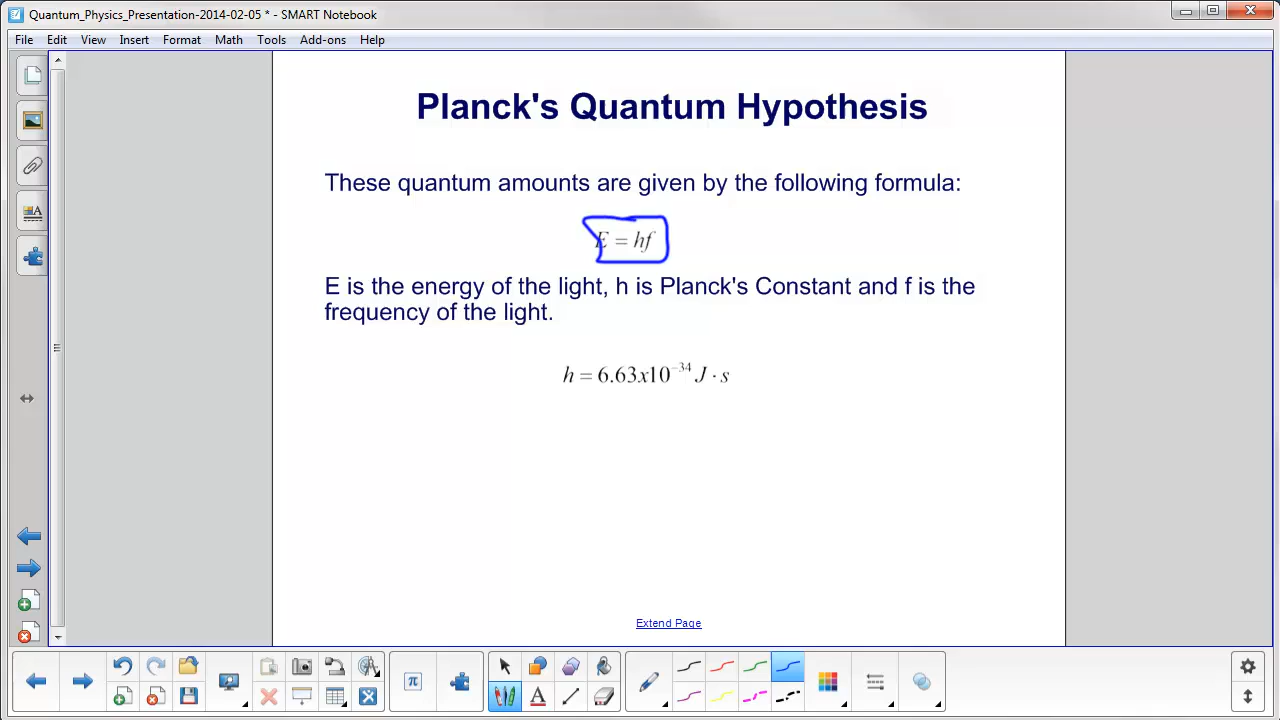 Quantum_Physics_Presentation-2014-02-05 * - SMART Notebook
File Edit View Insert Format Math Tools Add-ons Help
Planck's Quantum Hypothesis
These quantum amounts are given by the following formula:
E = hf
E is the energy of the light, h is Planck's Constant and f is the
frequency of the light.
h = 6.63x10⁻³⁴ J · s
Extend Page